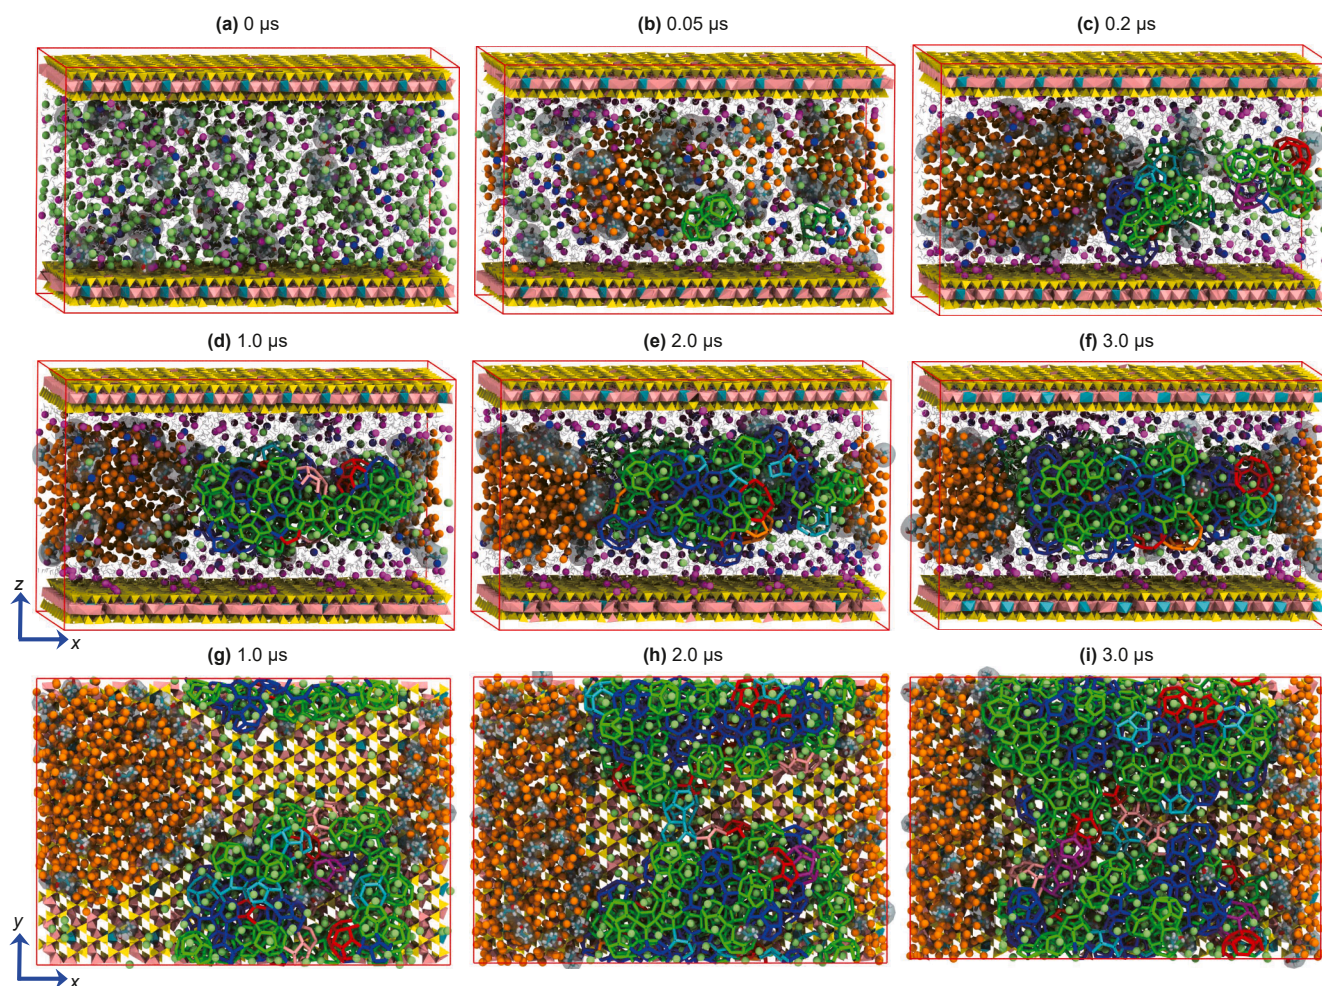 (a) 0 µs
(b) 0.05 µs
(c) 0.2 µs
(d) 1.0 µs
(e) 2.0 µs
(f) 3.0 µs
z
x
(g) 1.0 µs
(h) 2.0 µs
(i) 3.0 µs
y
x